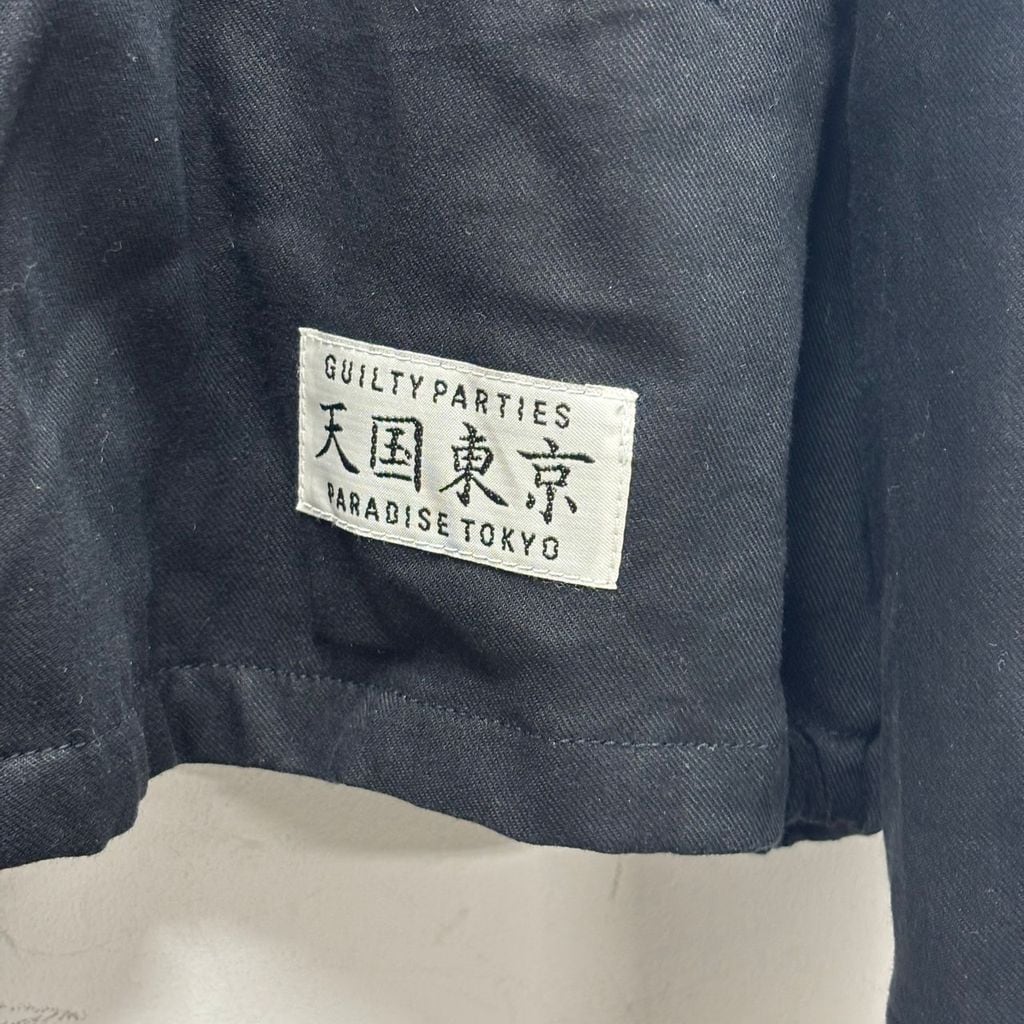 GUILTY PARTIES
天国東京
PARADISE TOKYO